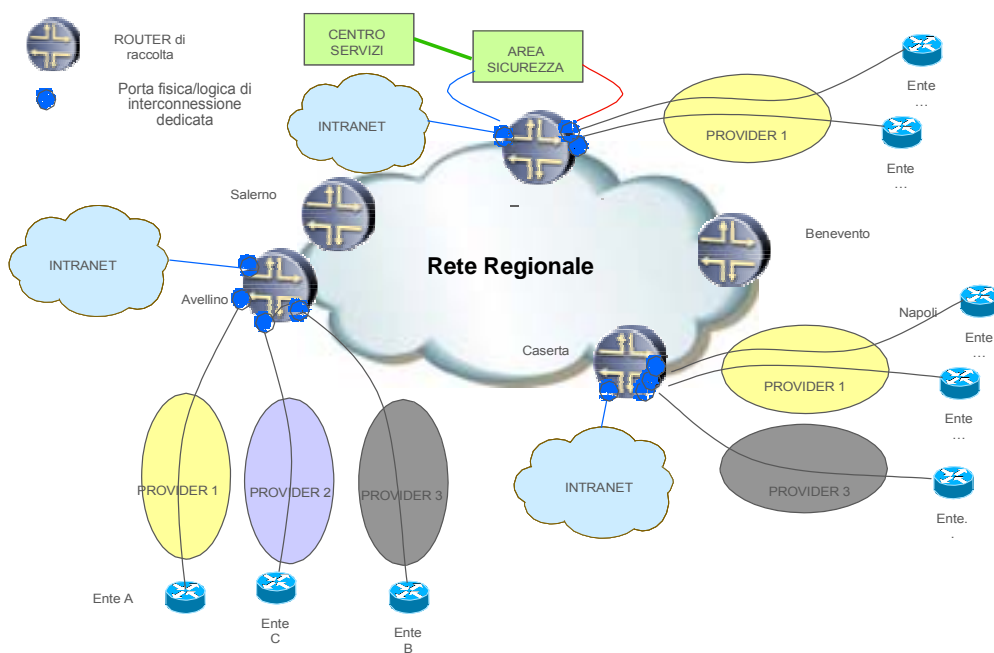 ROUTER di
raccolta
Porta fisica/logica di
interconnessione
dedicata
CENTRO
SERVIZI
AREA
SICUREZZA
INTRANET
PROVIDER 1
Ente
...
Ente
...
Salerno
Benevento
INTRANET
Rete Regionale
Avellino
Napoli
Caserta
Ente
...
PROVIDER 1
Ente
...
PROVIDER 1
PROVIDER 2
PROVIDER 3
INTRANET
PROVIDER 3
Ente.
.
Ente A
Ente
C
Ente
B